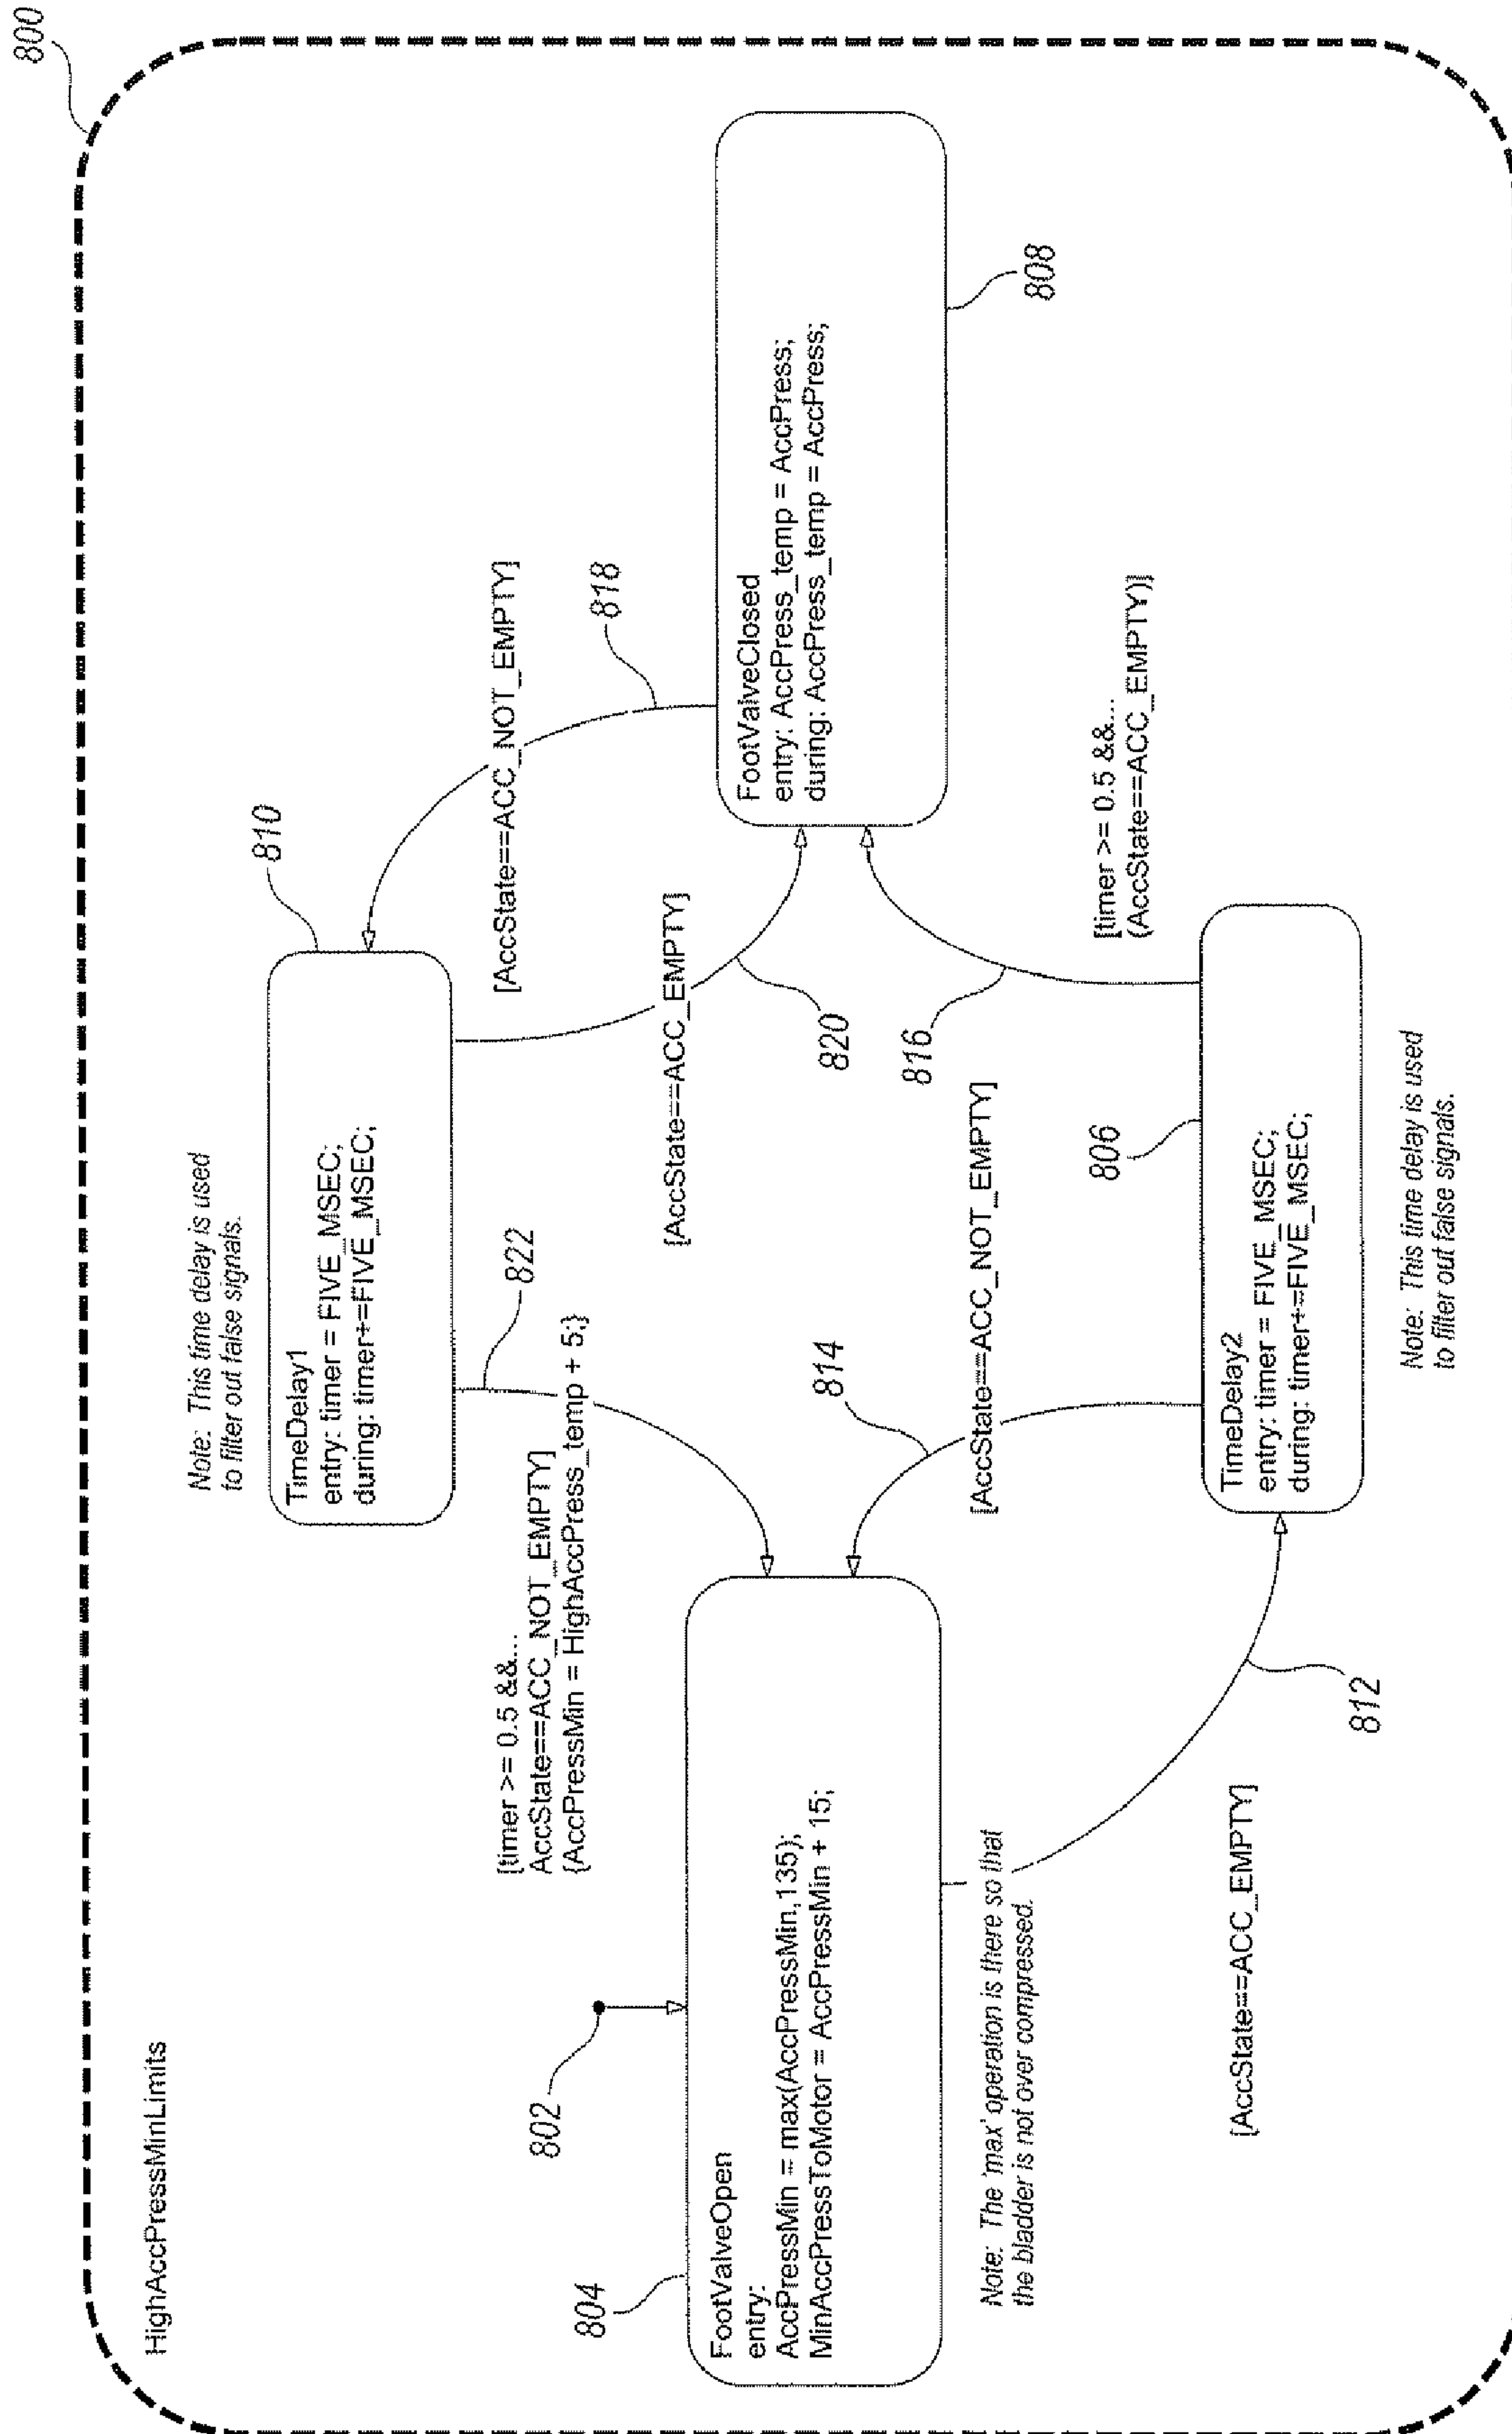 800
HighAccPressMinLimits
Note: This time delay is used
to filter out false signals.
810
TimeDelay1
entry: timer = FIVE_MSEC;
during: timer+=FIVE_MSEC;
822
[timer >= 0.5 &&...
AccState==ACC_NOT_EMPTY]
{AccPressMin = HighAccPress_temp + 5;}
[AccState==ACC_NOT_EMPTY]
818
802
804
FootValveOpen
entry:
AccPressMin = max(AccPressMin,135);
MinAccPressToMotor = AccPressMin + 15;
Note: The 'max' operation is there so that
the bladder is not over compressed.
[AccState==ACC_EMPTY]
820
FootValveClosed
entry: AccPress_temp = AccPress;
during: AccPress_temp = AccPress;
808
814
[AccState==ACC_NOT_EMPTY]
816
[timer >= 0.5 &&...
(AccState==ACC_EMPTY)]
806
TimeDelay2
entry: timer = FIVE_MSEC;
during: timer+=FIVE_MSEC;
Note: This time delay is used
to filter out false signals.
812
[AccState==ACC_EMPTY]